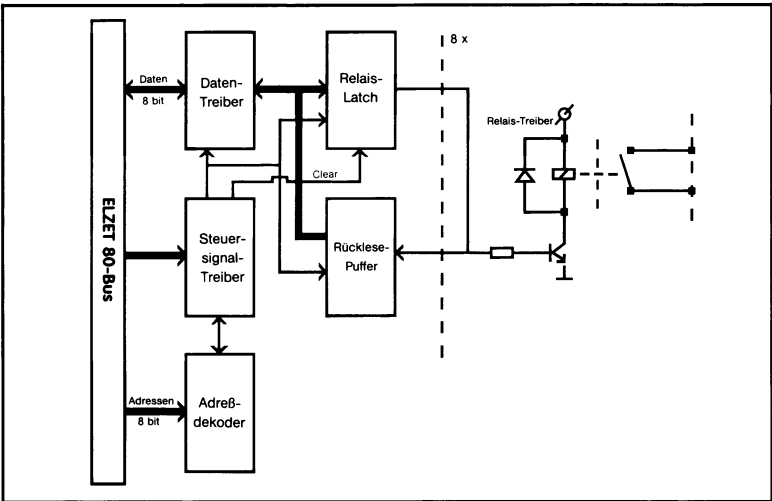 ELZET 80-Bus
Daten
8 bit
Daten-
Treiber
Relais-
Latch
8 x
Relais-Treiber
Clear
Steuer-
signal-
Treiber
Rücklese-
Puffer
Adressen
8 bit
Adreß-
dekoder